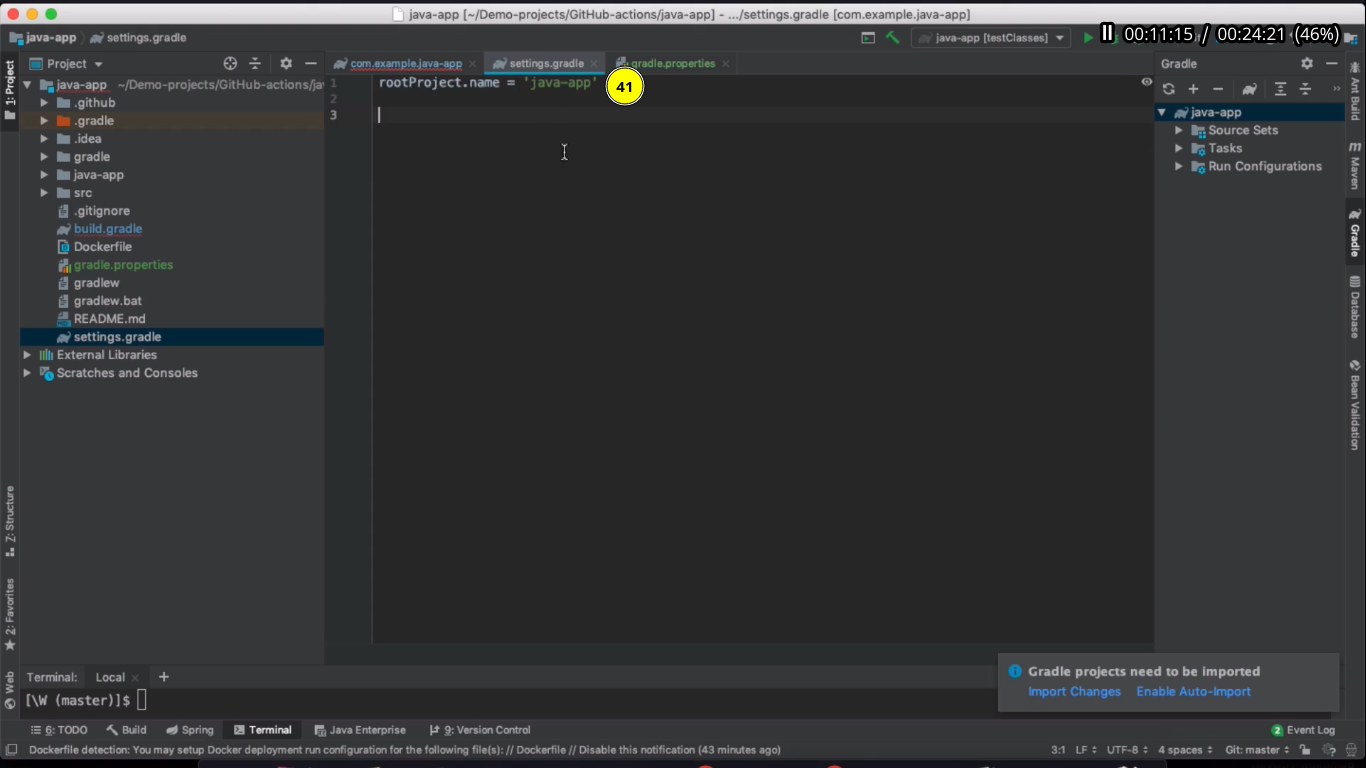 java-app [~/Demo-projects/GitHub-actions/java-app] - .../settings.gradle [com.example.java-app]
java-app settings.gradle
java-app [testClasses]
00:11:15 / 00:24:21 (46%)
1: Project
Project
com.example.java-app
settings.gradle
gradle.properties
Gradle
java-app ~/Demo-projects/GitHub-actions/ja
.github
.gradle
.idea
gradle
java-app
src
.gitignore
build.gradle
Dockerfile
gradle.properties
gradlew
gradlew.bat
README.md
settings.gradle
External Libraries
Scratches and Consoles
1 rootProject.name = 'java-app'
2
3
41
java-app
Source Sets
Tasks
Run Configurations
Ant Build
m Maven
Gradle
Database
Bean Validation
Z: Structure
2: Favorites
Web
Terminal: Local +
[\W (master)]$
Gradle projects need to be imported
Import Changes Enable Auto-Import
6: TODO Build Spring Terminal Java Enterprise 9: Version Control
2 Event Log
Dockerfile detection: You may setup Docker deployment run configuration for the following file(s): // Dockerfile // Disable this notification (43 minutes ago)
3:1 LF UTF-8 4 spaces Git: master